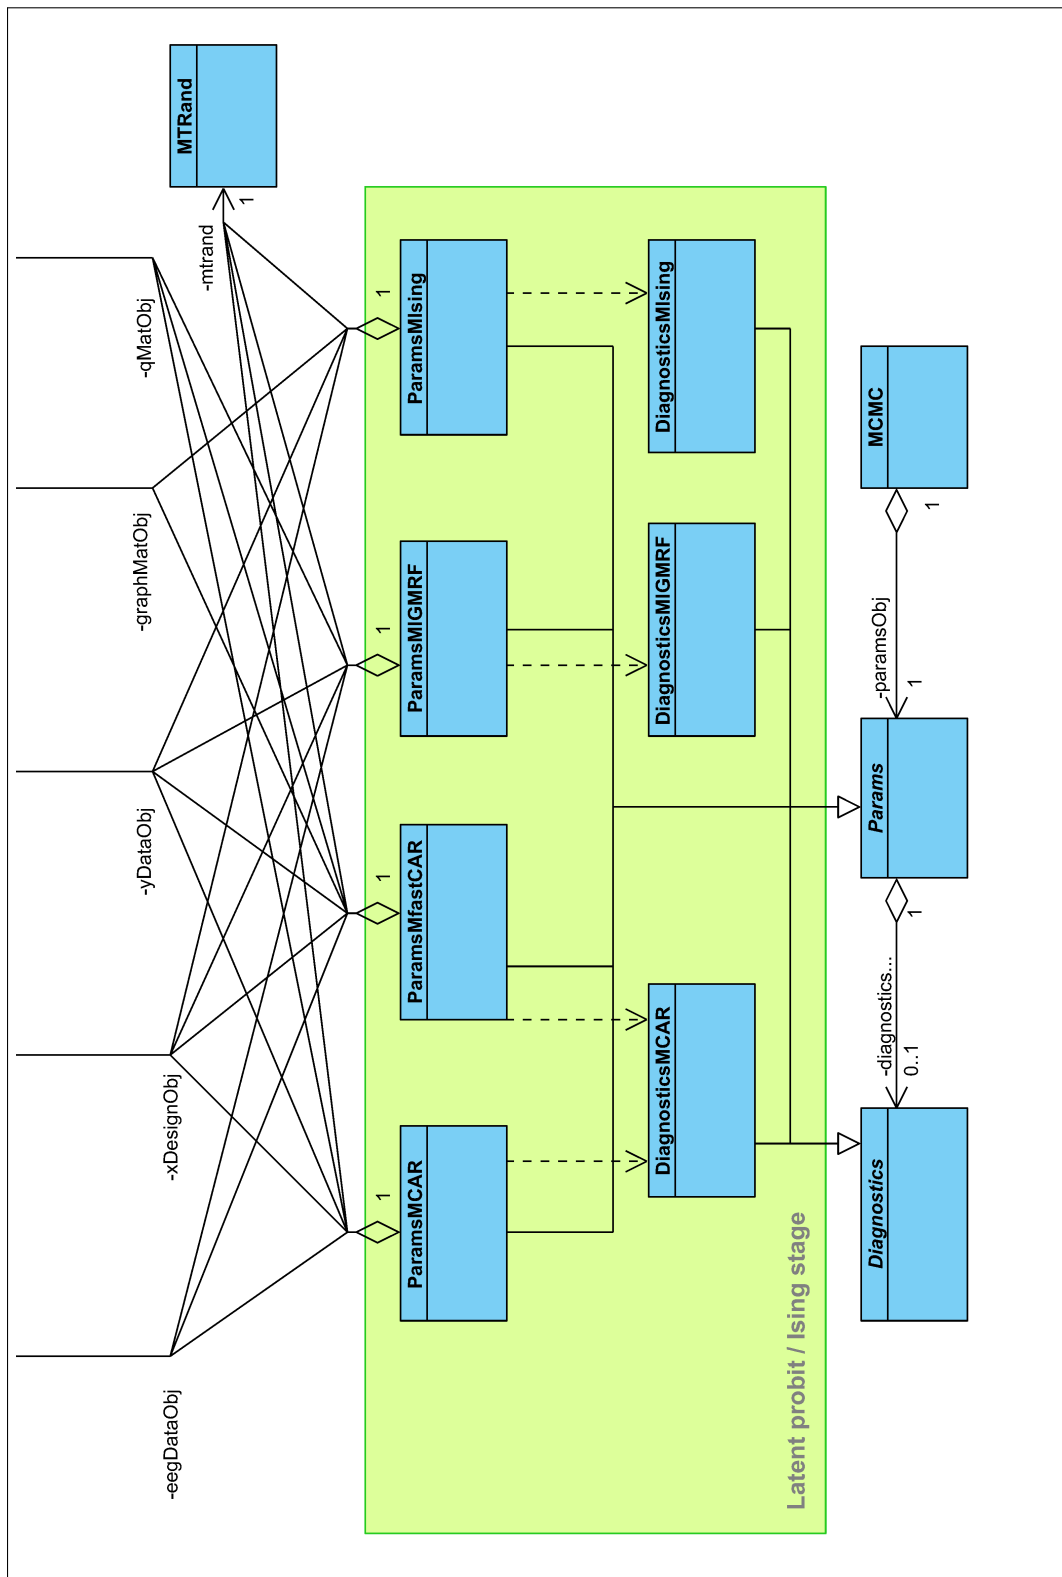 -eegDataObj
-xDesignObj
-yDataObj
-graphMatObj
-qMatObj
-mtrand
MTRand
1
1
1
1
1
ParamsMCAR
ParamsMfastCAR
ParamsMIGMRF
ParamsMIsing
DiagnosticsMCAR
DiagnosticsMIGMRF
DiagnosticsMIsing
Latent probit / Ising stage
Diagnostics
-diagnostics...
0..1
1
Params
-paramsObj
1
1
MCMC